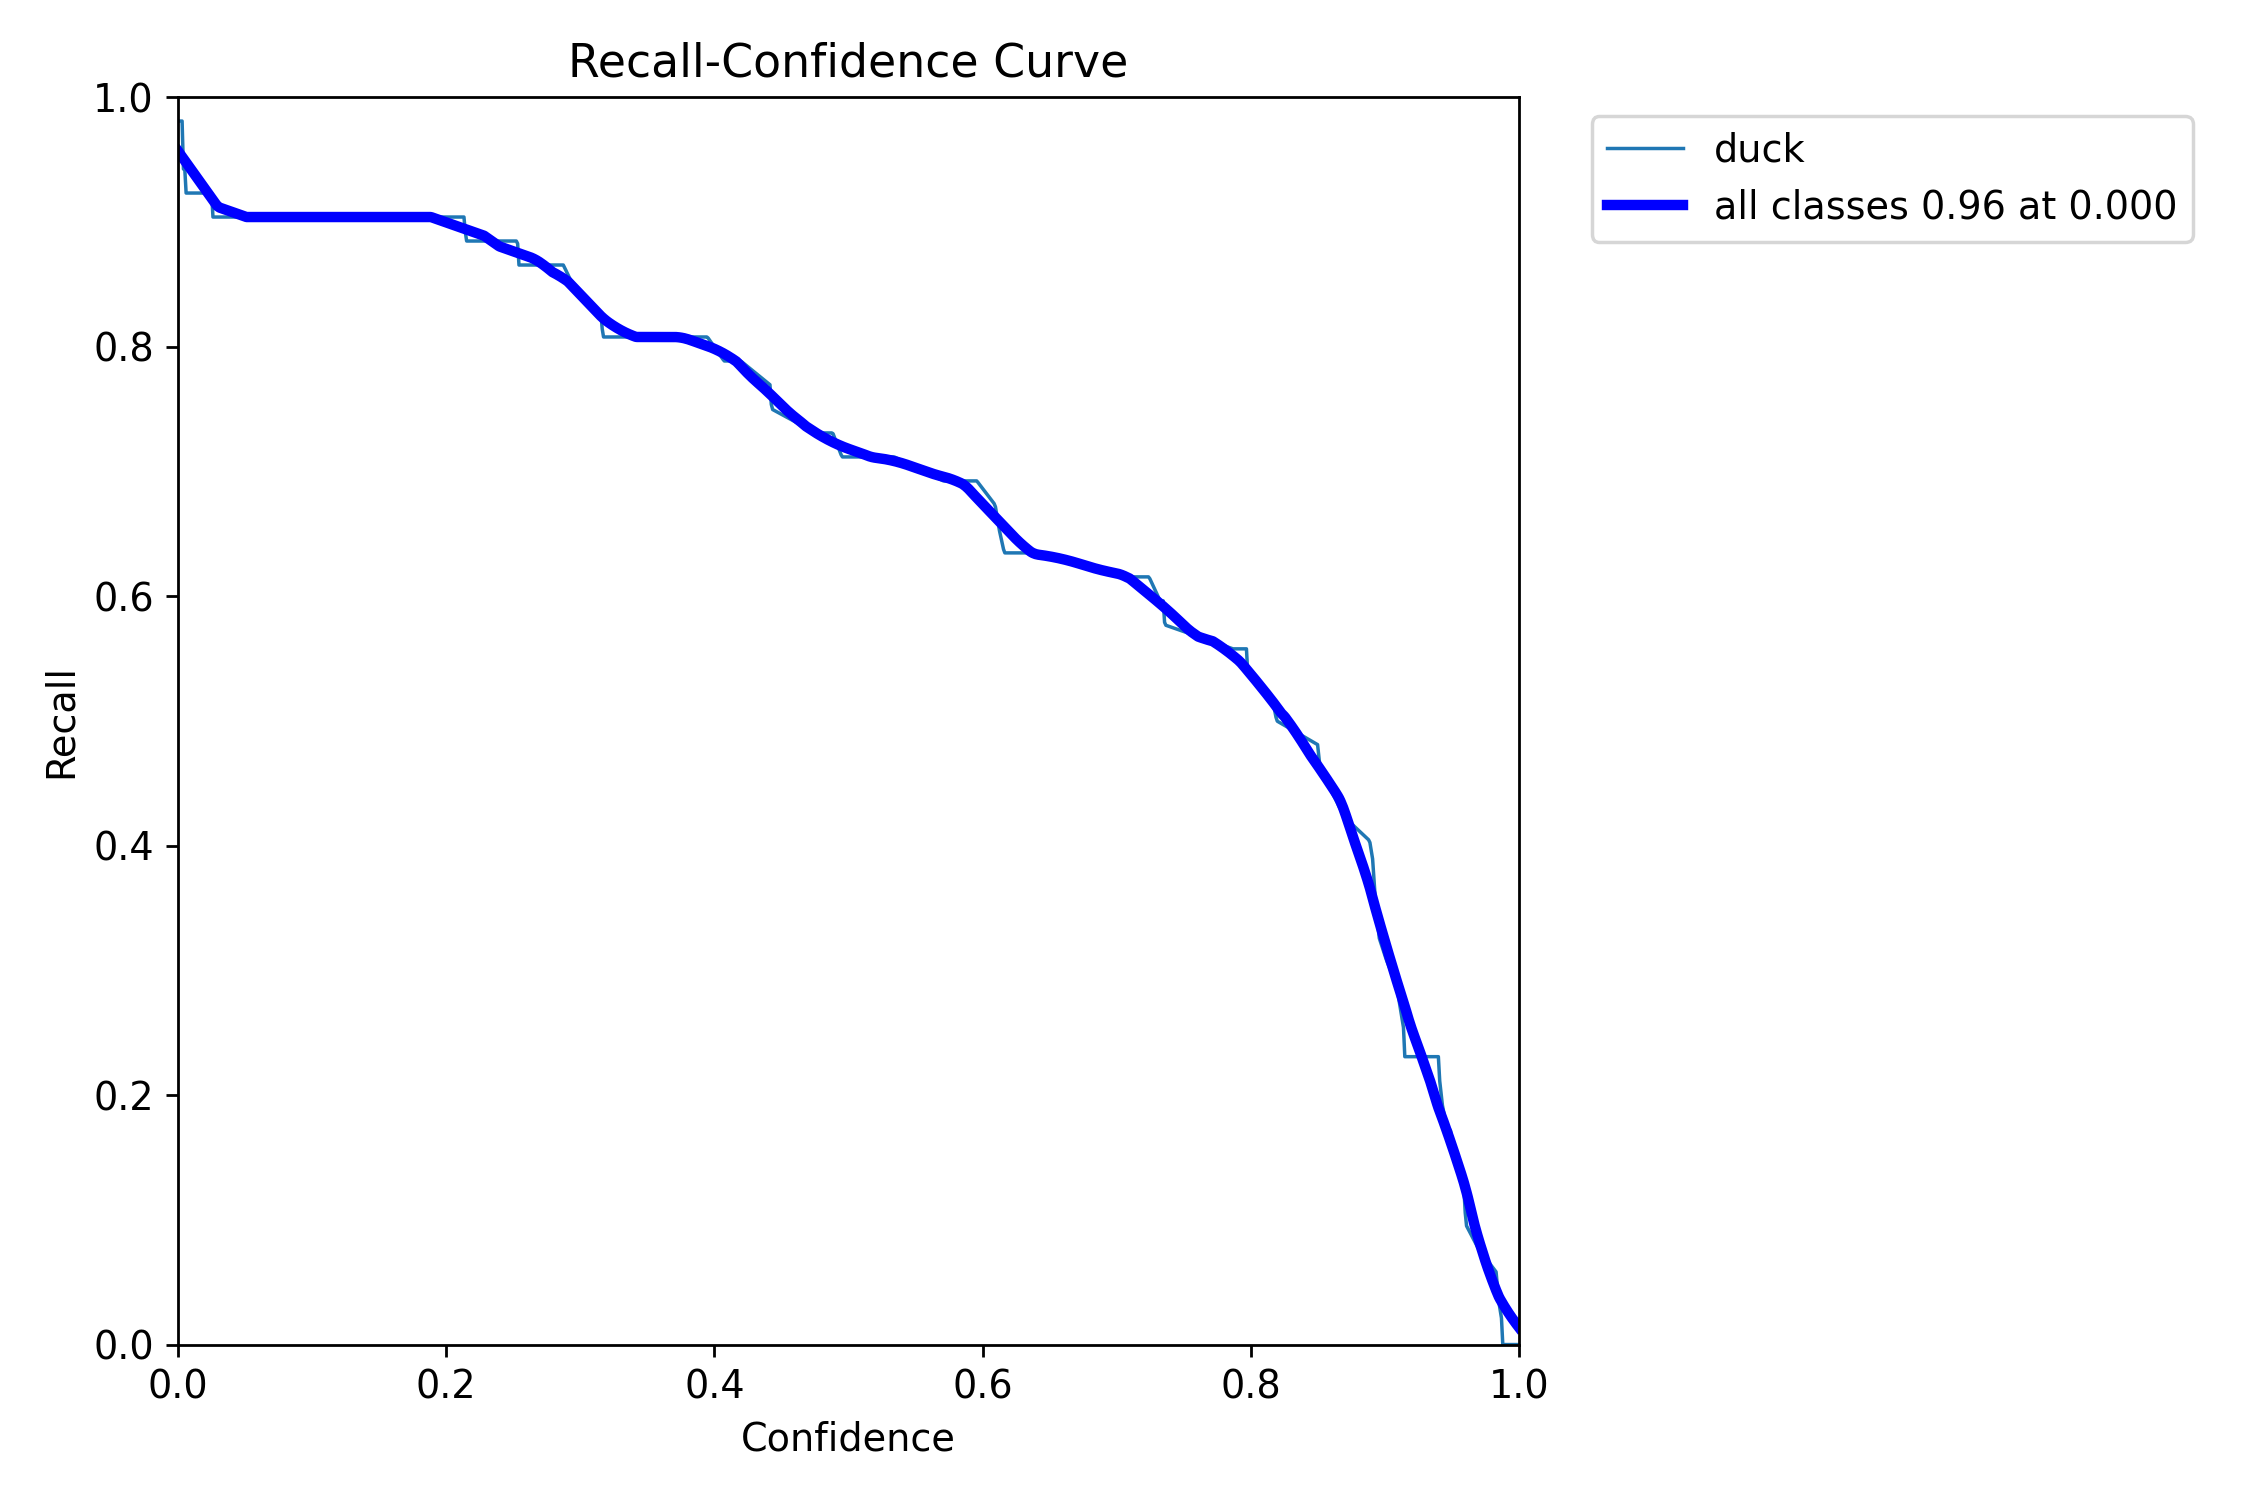 Recall-Confidence Curve
1.0
0.8
0.6
0.4
0.2
0.0
Recall
0.0 0.2 0.4 0.6 0.8 1.0
Confidence
duck
all classes 0.96 at 0.000